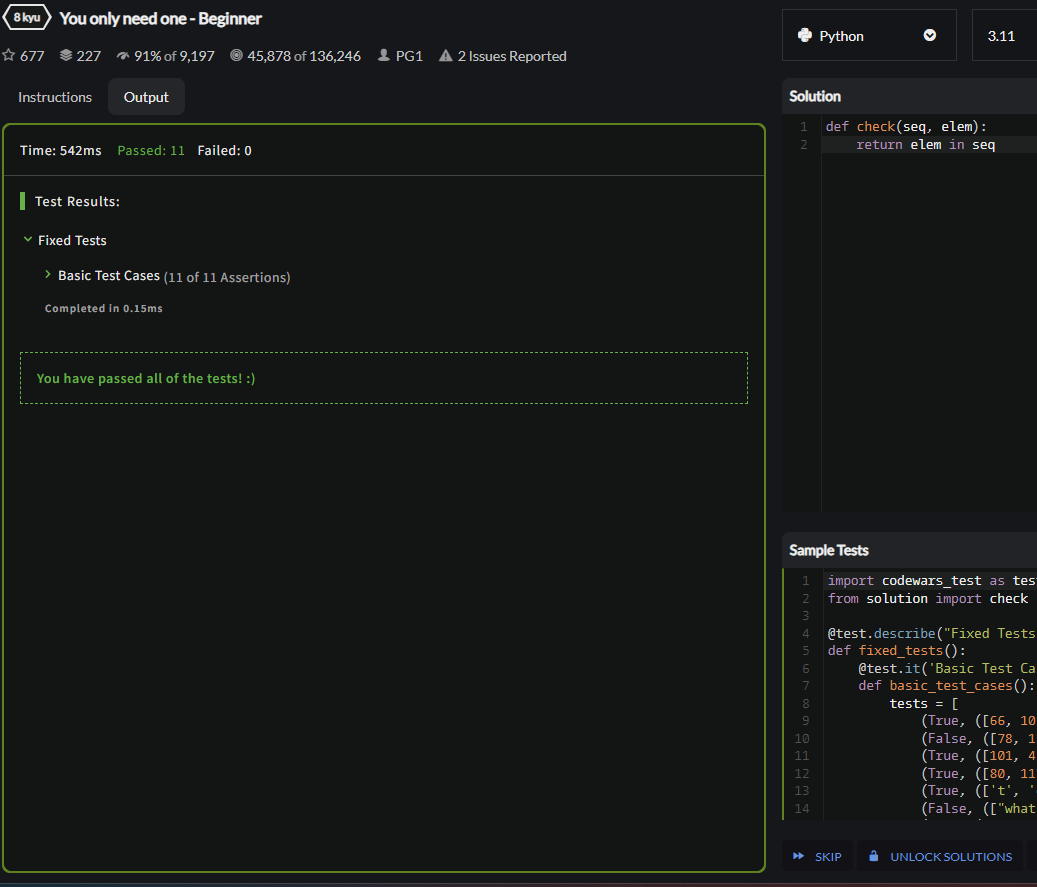 8 kyu You only need one - Beginner
677 227 91% of 9,197 45,878 of 136,246 PG1 2 Issues Reported
Instructions Output
Time: 542ms Passed: 11 Failed: 0
Test Results:
Fixed Tests
Basic Test Cases (11 of 11 Assertions)
Completed in 0.15ms
You have passed all of the tests! :)
Python 3.11
Solution
1 def check(seq, elem):
2 return elem in seq
Sample Tests
1 import codewars_test as test
2 from solution import check
3
4 @test.describe("Fixed Tests
5 def fixed_tests():
6 @test.it('Basic Test Ca
7 def basic_test_cases():
8 tests = [
9 (True, ([66, 10
10 (False, ([78, 1
11 (True, ([101, 4
12 (True, ([80, 11
13 (True, (['t', '
14 (False, (["what
SKIP UNLOCK SOLUTIONS